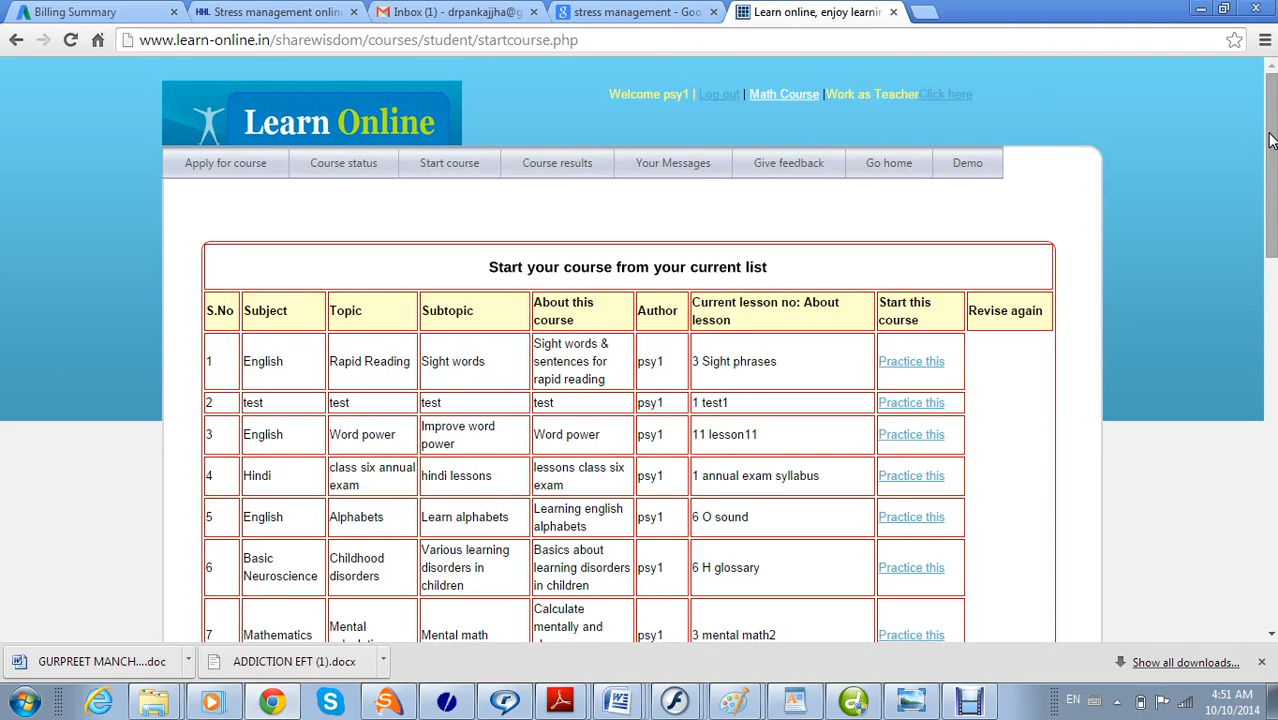 Billing Summary
Stress management online
Inbox (1) - drpankajjha@g
stress management - Goo
Learn online, enjoy learni
www.learn-online.in/sharewisdom/courses/student/startcourse.php
Welcome psy1 | Log out | Math Course |Work as TeacherClick here
Learn Online
Apply for course Course status Start course Course results Your Messages Give feedback Go home Demo
Start your course from your current list
S.No Subject Topic Subtopic About this course Author Current lesson no: About lesson Start this course Revise again
1 English Rapid Reading Sight words Sight words & sentences for rapid reading psy1 3 Sight phrases Practice this
2 test test test test psy1 1 test1 Practice this
3 English Word power Improve word power Word power psy1 11 lesson11 Practice this
4 Hindi class six annual exam hindi lessons lessons class six exam psy1 1 annual exam syllabus Practice this
5 English Alphabets Learn alphabets Learning english alphabets psy1 6 O sound Practice this
6 Basic Neuroscience Childhood disorders Various learning disorders in children Basics about learning disorders in children psy1 6 H glossary Practice this
7 Mathematics Mental Mental math Calculate mentally and psy1 3 mental math2 Practice this
GURPREET MANCH....doc
ADDICTION EFT (1).docx
Show all downloads...
EN
4:51 AM
10/10/2014